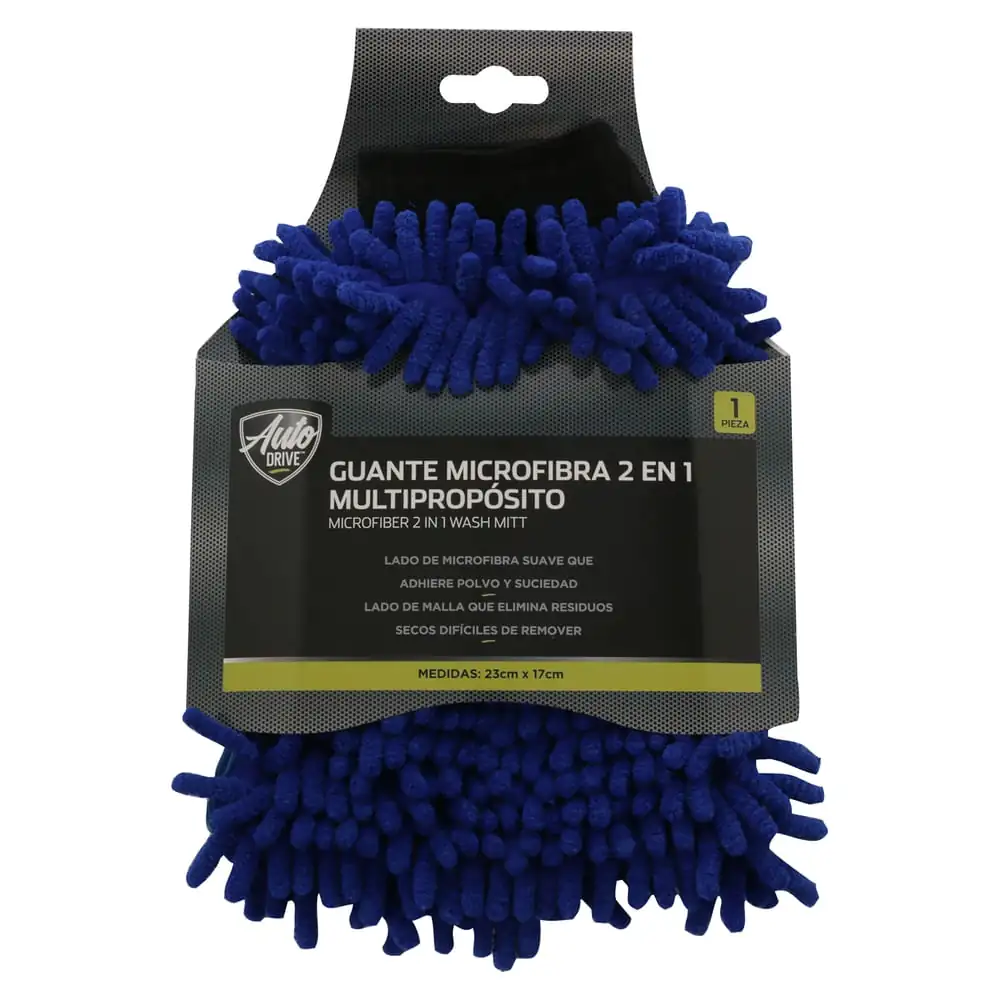 1
PIEZA
Auto
DRIVE™
GUANTE MICROFIBRA 2 EN 1
MULTIPROPÓSITO
MICROFIBER 2 IN 1 WASH MITT
LADO DE MICROFIBRA SUAVE QUE
ADHIERE POLVO Y SUCIEDAD
LADO DE MALLA QUE ELIMINA RESIDUOS
SECOS DIFÍCILES DE REMOVER
MEDIDAS: 23cm x 17cm